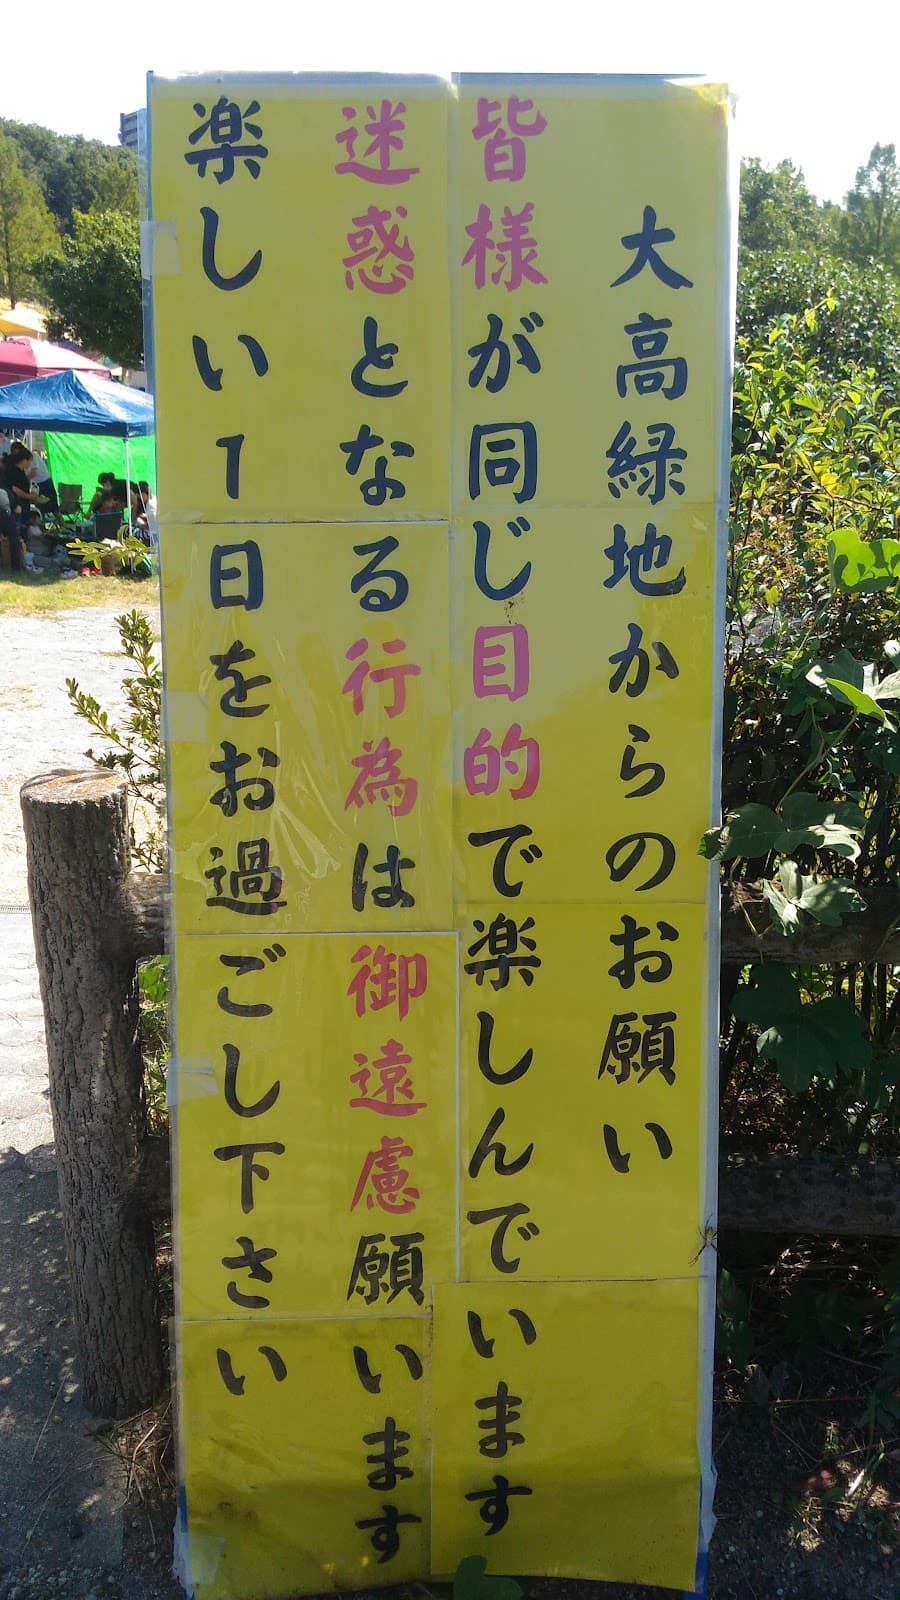 大高緑地からのお願い
皆様が同じ目的で楽しんでいます
迷惑となる行為は御遠慮願います
楽しい1日をお過ごし下さい